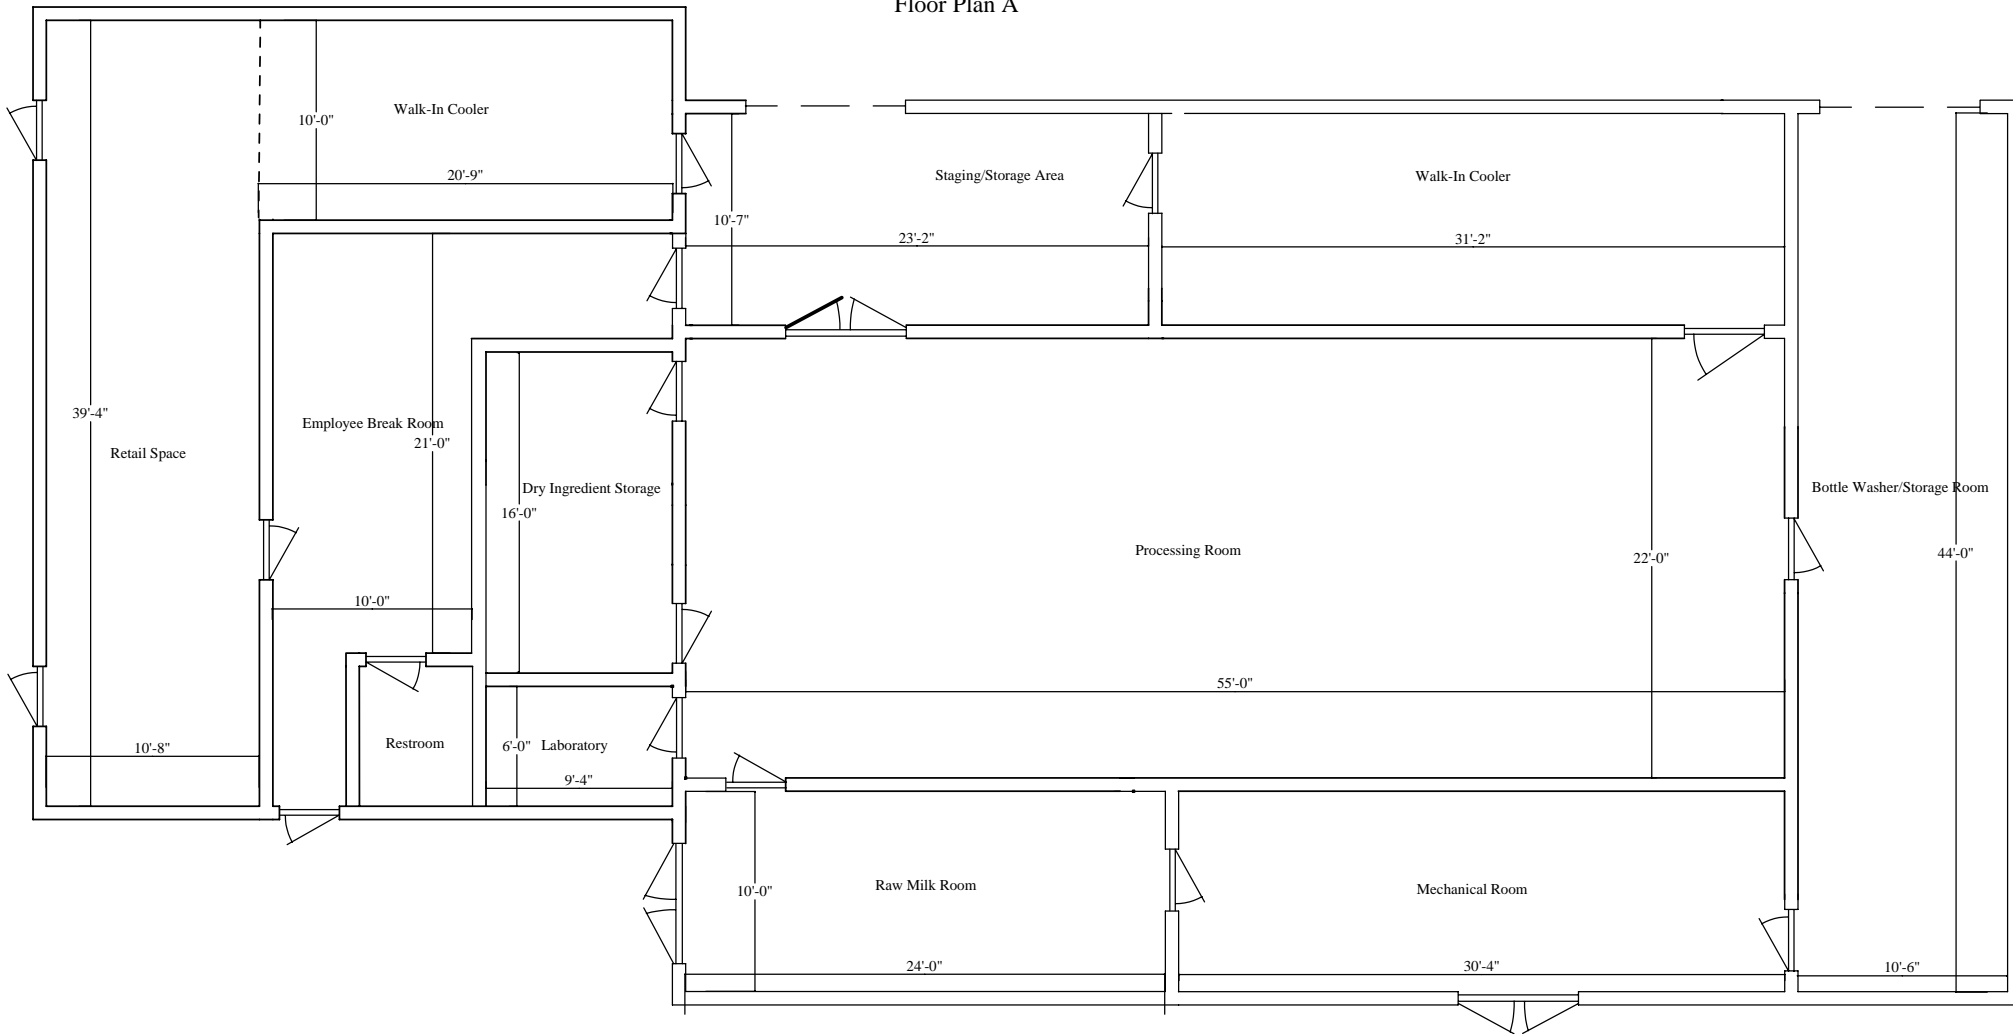 Floor Plan A
Walk-In Cooler
10'-0"
20'-9"
Staging/Storage Area
Walk-In Cooler
10'-7"
23'-2"
31'-2"
39'-4"
Retail Space
Employee Break Room
21'-0"
Dry Ingredient Storage
16'-0"
Bottle Washer/Storage Room
Processing Room
22'-0"
44'-0"
10'-0"
55'-0"
10'-8"
Restroom
6'-0"
Laboratory
9'-4"
10'-0"
Raw Milk Room
Mechanical Room
24'-0"
30'-4"
10'-6"